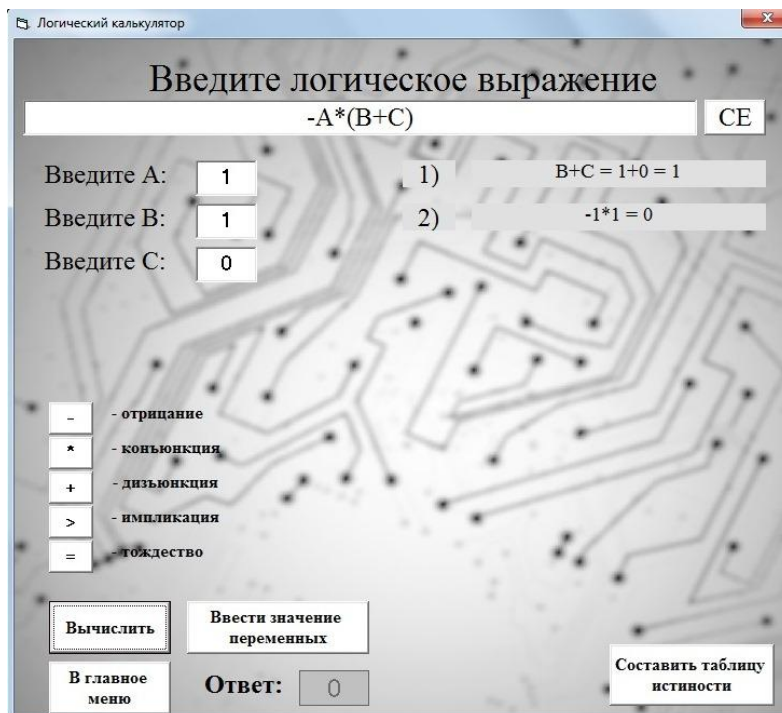 Логический калькулятор
x
Введите логическое выражение
-A*(B+C)
CE
Введите A:
1
1)
B+C = 1+0 = 1
Введите B:
1
2)
-1*1 = 0
Введите C:
0
-
- отрицание
*
- конъюнкция
+
- дизъюнкция
>
- импликация
=
- тождество
Вычислить
Ввести значение
переменных
В главное
меню
Ответ:
0
Составить таблицу
истиности